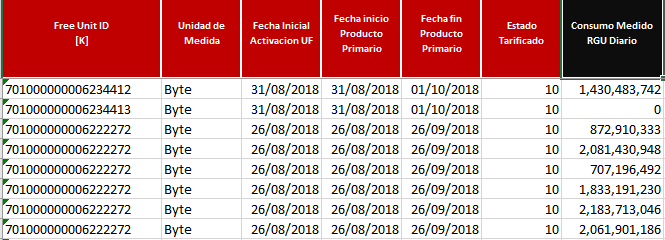 Free Unit ID [K] Unidad de Medida Fecha Inicial Activacion UF Fecha inicio Producto Primario Fecha fin Producto Primario Estado Tarificado Consumo Medido RGU Diario
701000000006234412 Byte 31/08/2018 31/08/2018 01/10/2018 10 1,430,483,742
701000000006234413 Byte 31/08/2018 31/08/2018 01/10/2018 10 0
701000000006222272 Byte 26/08/2018 26/08/2018 26/09/2018 10 872,910,333
701000000006222272 Byte 26/08/2018 26/08/2018 26/09/2018 10 2,081,430,948
701000000006222272 Byte 26/08/2018 26/08/2018 26/09/2018 10 707,196,492
701000000006222272 Byte 26/08/2018 26/08/2018 26/09/2018 10 1,833,191,230
701000000006222272 Byte 26/08/2018 26/08/2018 26/09/2018 10 2,183,713,046
701000000006222272 Byte 26/08/2018 26/08/2018 26/09/2018 10 2,061,901,186